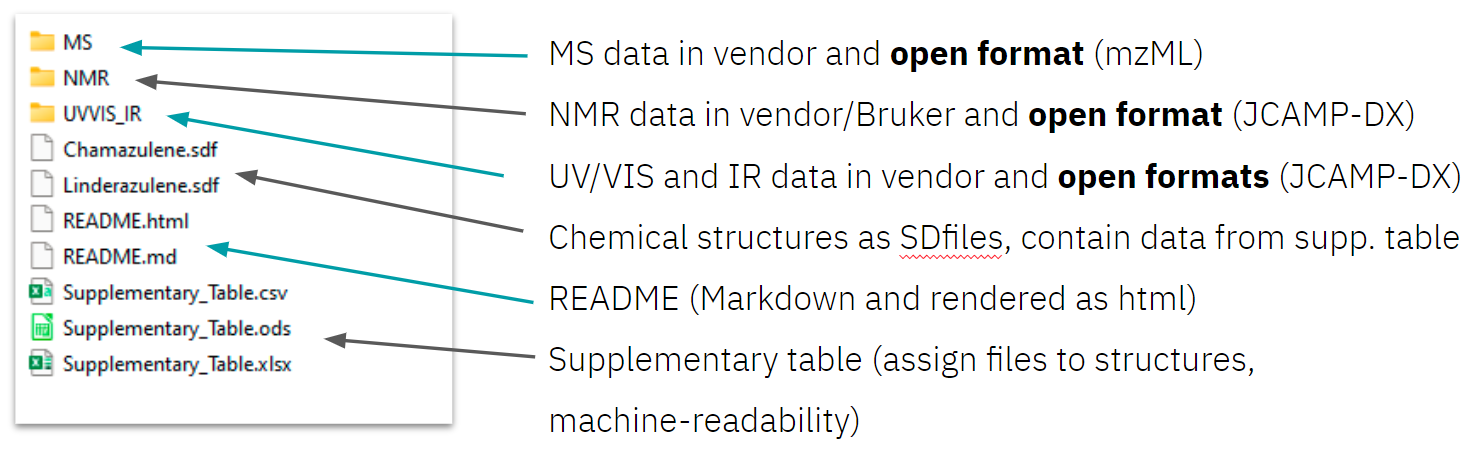 MS
NMR
UVVIS_IR
Chamazulene.sdf
Linderazulene.sdf
README.html
README.md
Supplementary_Table.csv
Supplementary_Table.ods
Supplementary_Table.xlsx
MS data in vendor and open format (mzML)
NMR data in vendor/Bruker and open format (JCAMP-DX)
UV/VIS and IR data in vendor and open formats (JCAMP-DX)
Chemical structures as SDfiles, contain data from supp. table
README (Markdown and rendered as html)
Supplementary table (assign files to structures,
machine-readability)